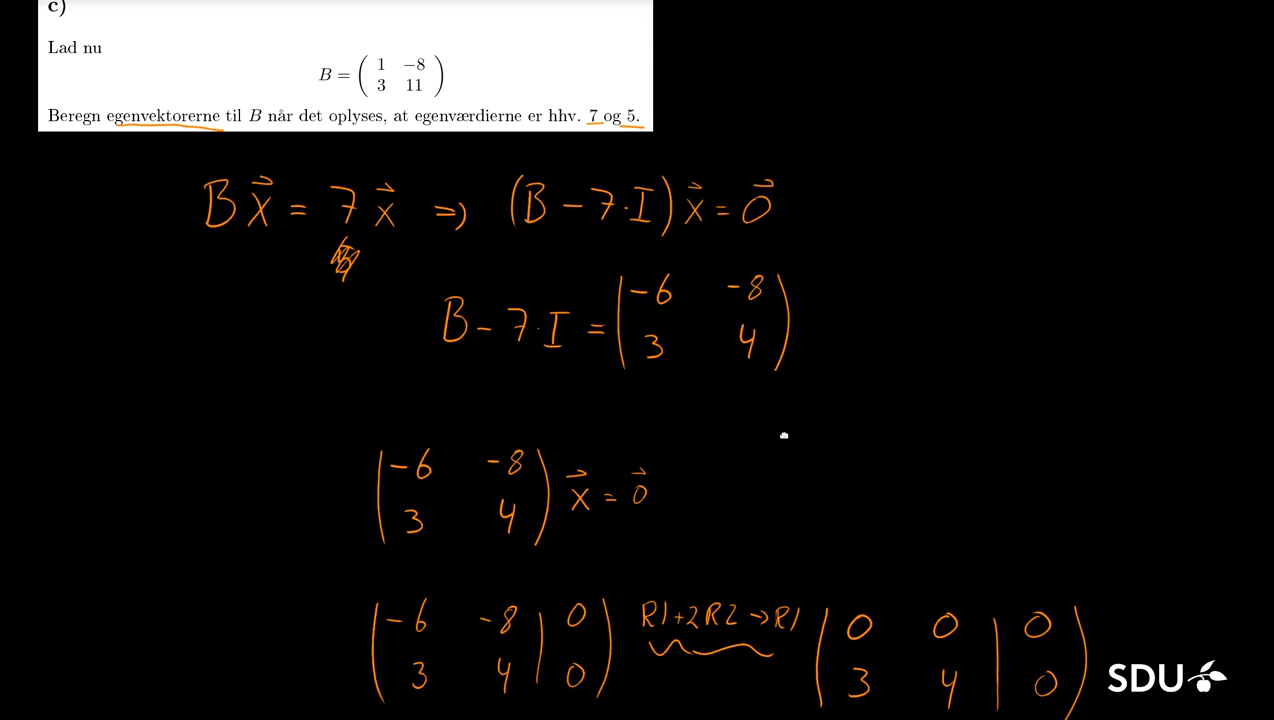 c)
Lad nu
B = ( 1 −8
3 11 )
Beregn egenvektorerne til B når det oplyses, at egenværdierne er hhv. 7 og 5.
B x⃗ = 7 x⃗ ⇒ (B − 7·I) x⃗ = 0⃗
B − 7·I = ( −6 −8
3 4 )
( −6 −8
3 4 ) x⃗ = 0⃗
( −6 −8 | 0
3 4 | 0 ) R1+2R2 → R1 ( 0 0 | 0
3 4 | 0 )
SDU